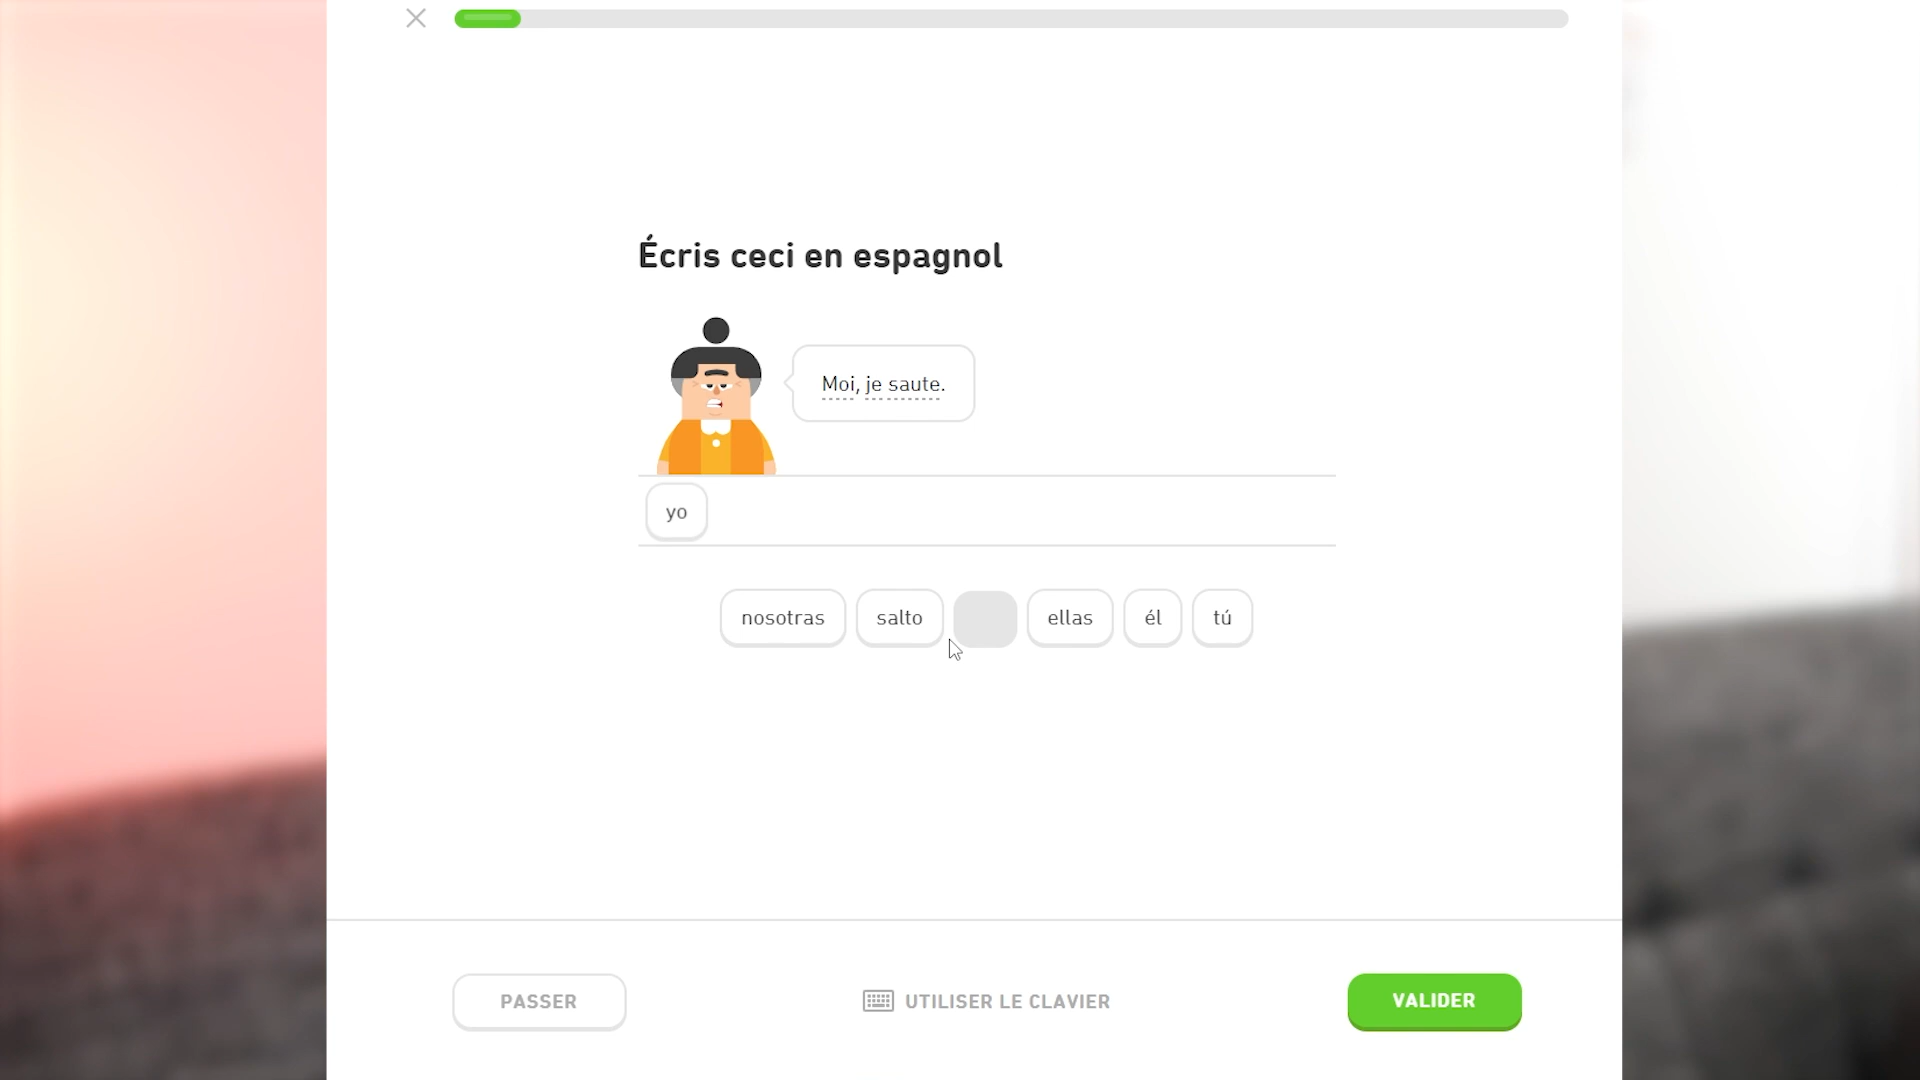 Écris ceci en espagnol
Moi, je saute.
yo
nosotras salto ellas él tú
PASSER UTILISER LE CLAVIER VALIDER